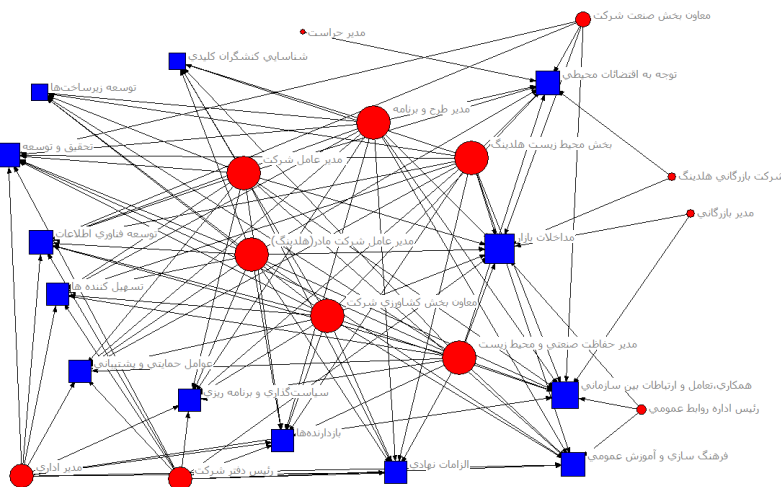 معاون بخش صنعت شرکت
مدیر حراست
شناسایی کنشگران کلیدی
توجه به اقتضائات محیطی
توسعه زیرساخت‌ها
مدیر طرح و برنامه
بخش محیط زیست هلدینگ
تحقیق و توسعه
مدیر عامل شرکت
شرکت بازرگانی هلدینگ
مدیر بازرگانی
توسعه فناوری اطلاعات
مدیر عامل شرکت مادر(هلدینگ)
مداخلات بازار
تسهیل کننده ها
معاون بخش کشاورزی شرکت
مدیر حفاظت صنعتی و محیط زیست
عوامل حمایتی و پشتیبانی
همکاری،تعامل و ارتباطات بین سازمانی
سیاست‌گذاری و برنامه ریزی
رئیس اداره روابط عمومی
بازدارنده‌ها
فرهنگ سازی و آموزش عمومی
الزامات نهادی
مدیر اداری
رئیس دفتر شرکت